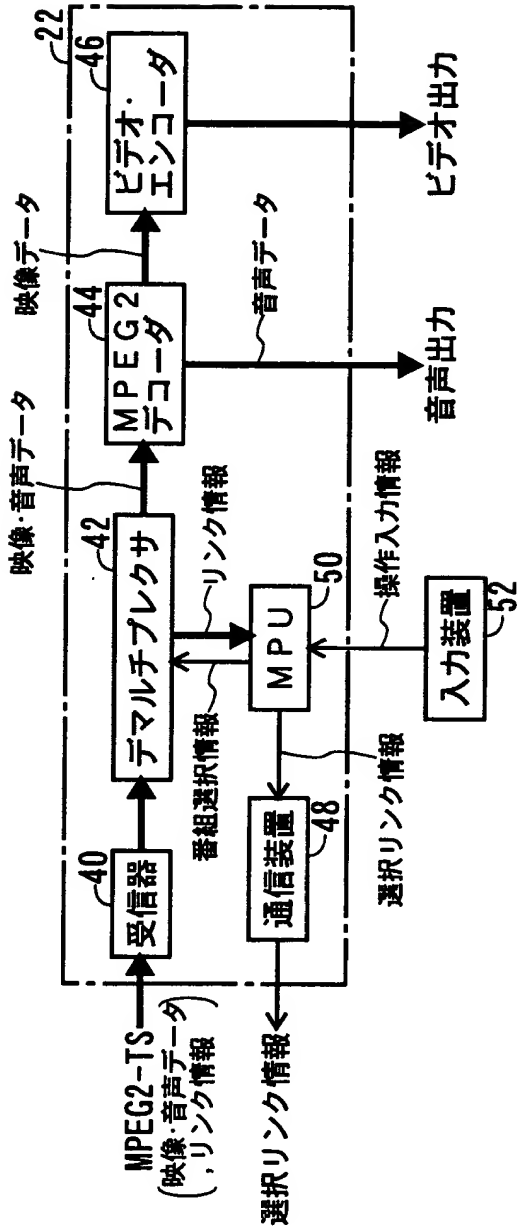 22
MPEG2-TS
(映像・音声データ
, リンク情報)
40
受信器
42
デマルチプレクサ
映像・音声データ
44
MPEG2
デコーダ
映像データ
46
ビデオ・
エンコーダ
音声データ
リンク情報
番組選択情報
50
MPU
48
通信装置
選択リンク情報
選択リンク情報
操作入力情報
入力装置
52
音声出力
ビデオ出力